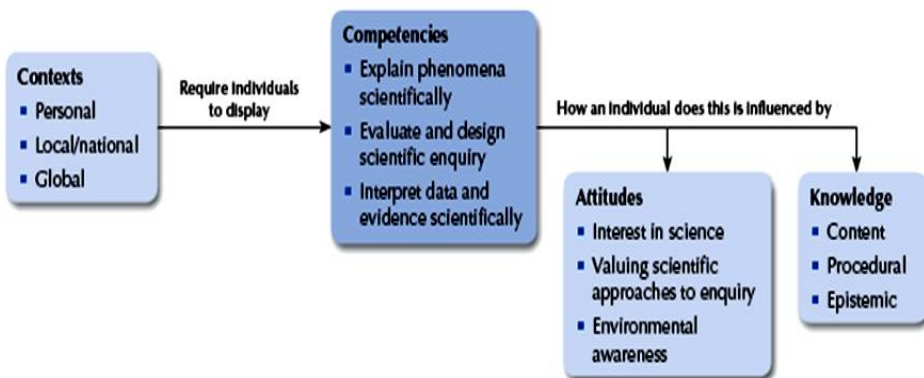 Contexts
▪ Personal
▪ Local/national
▪ Global
Require individuals
to display
Competencies
▪ Explain phenomena
scientifically
▪ Evaluate and design
scientific enquiry
▪ Interpret data and
evidence scientifically
How an individual does this is influenced by
Attitudes
▪ Interest in science
▪ Valuing scientific
approaches to enquiry
▪ Environmental
awareness
Knowledge
▪ Content
▪ Procedural
▪ Epistemic